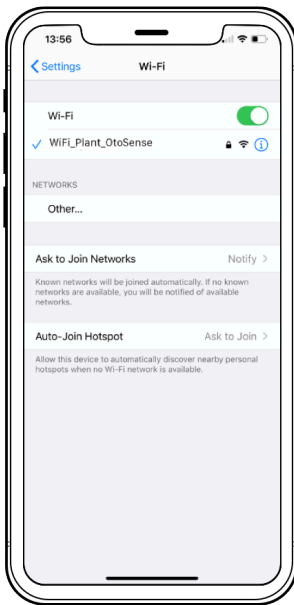 13:56
Settings
Wi-Fi
Wi-Fi
WiFi_Plant_OtoSense
NETWORKS
Other...
Ask to Join Networks
Notify
Known networks will be joined automatically. If no known
networks are available, you will be notified of available
networks.
Auto-Join Hotspot
Ask to Join
Allow this device to automatically discover nearby personal
hotspots when no Wi-Fi network is available.